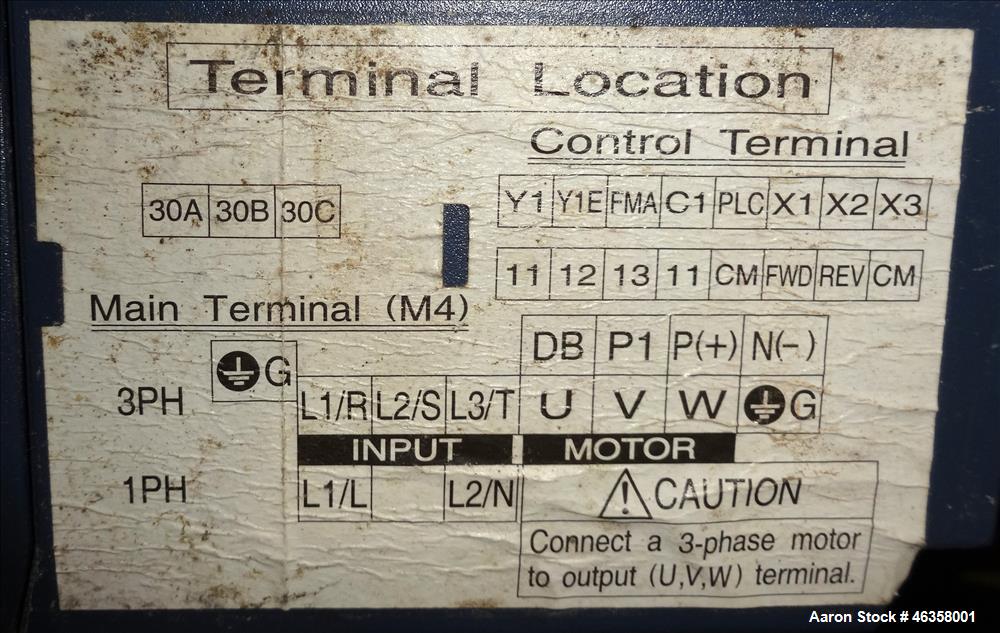 Terminal Location
Control Terminal
30A 30B 30C
Y1 Y1E FMA C1 PLC X1 X2 X3
11 12 13 11 CM FWD REV CM
Main Terminal (M4)
DB P1 P(+) N(-)
G
3PH L1/R L2/S L3/T U V W G
INPUT MOTOR
1PH L1/L L2/N
CAUTION
Connect a 3-phase motor
to output (U,V,W) terminal.
Aaron Stock # 46358001